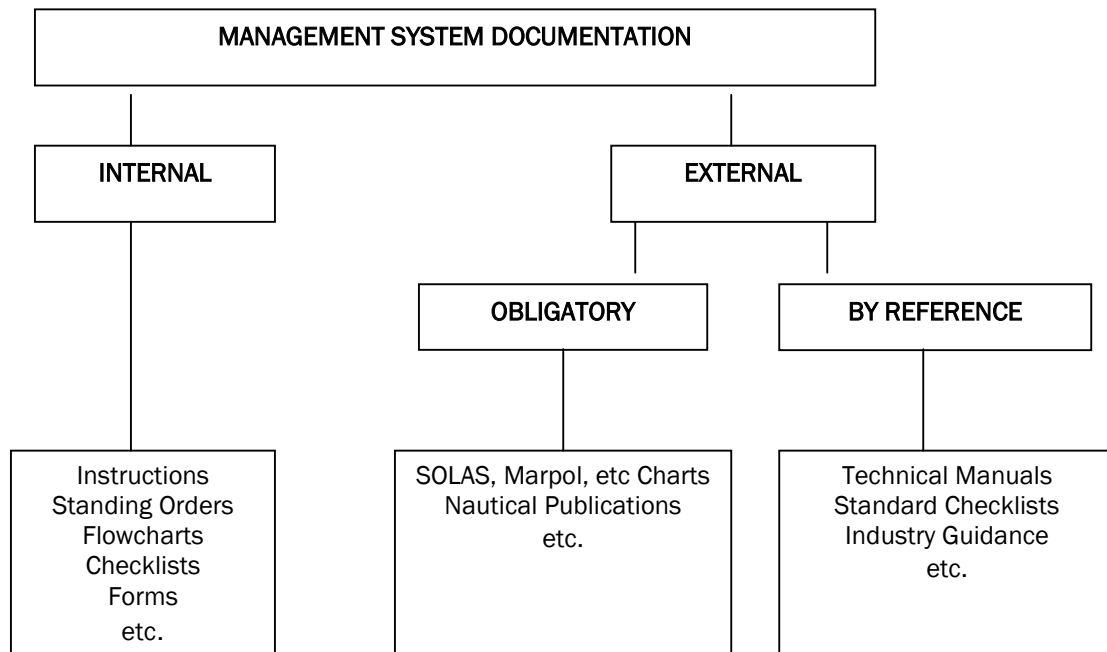 MANAGEMENT SYSTEM DOCUMENTATION
INTERNAL
EXTERNAL
OBLIGATORY
BY REFERENCE
Instructions
Standing Orders
Flowcharts
Checklists
Forms
etc.
SOLAS, Marpol, etc Charts
Nautical Publications
etc.
Technical Manuals
Standard Checklists
Industry Guidance
etc.